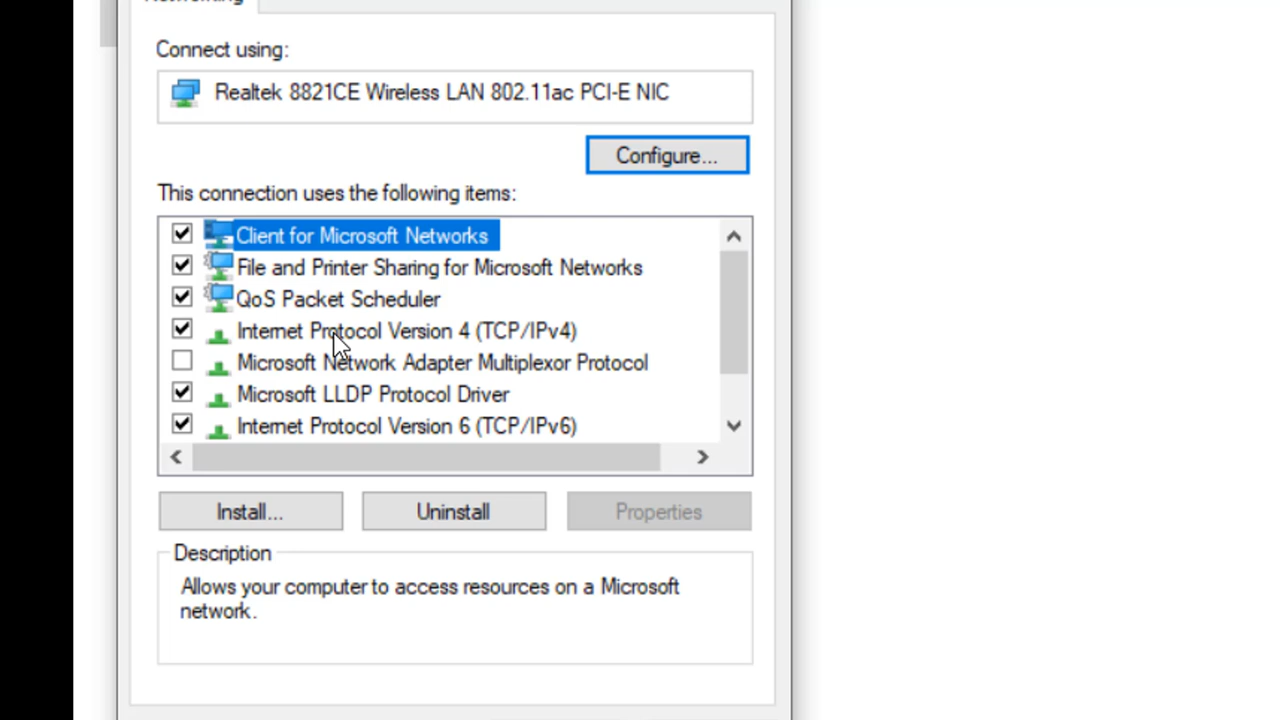 Networking
Connect using:
Realtek 8821CE Wireless LAN 802.11ac PCI-E NIC
Configure...
This connection uses the following items:
Client for Microsoft Networks
File and Printer Sharing for Microsoft Networks
QoS Packet Scheduler
Internet Protocol Version 4 (TCP/IPv4)
Microsoft Network Adapter Multiplexor Protocol
Microsoft LLDP Protocol Driver
Internet Protocol Version 6 (TCP/IPv6)
Install...
Uninstall
Properties
Description
Allows your computer to access resources on a Microsoft
network.